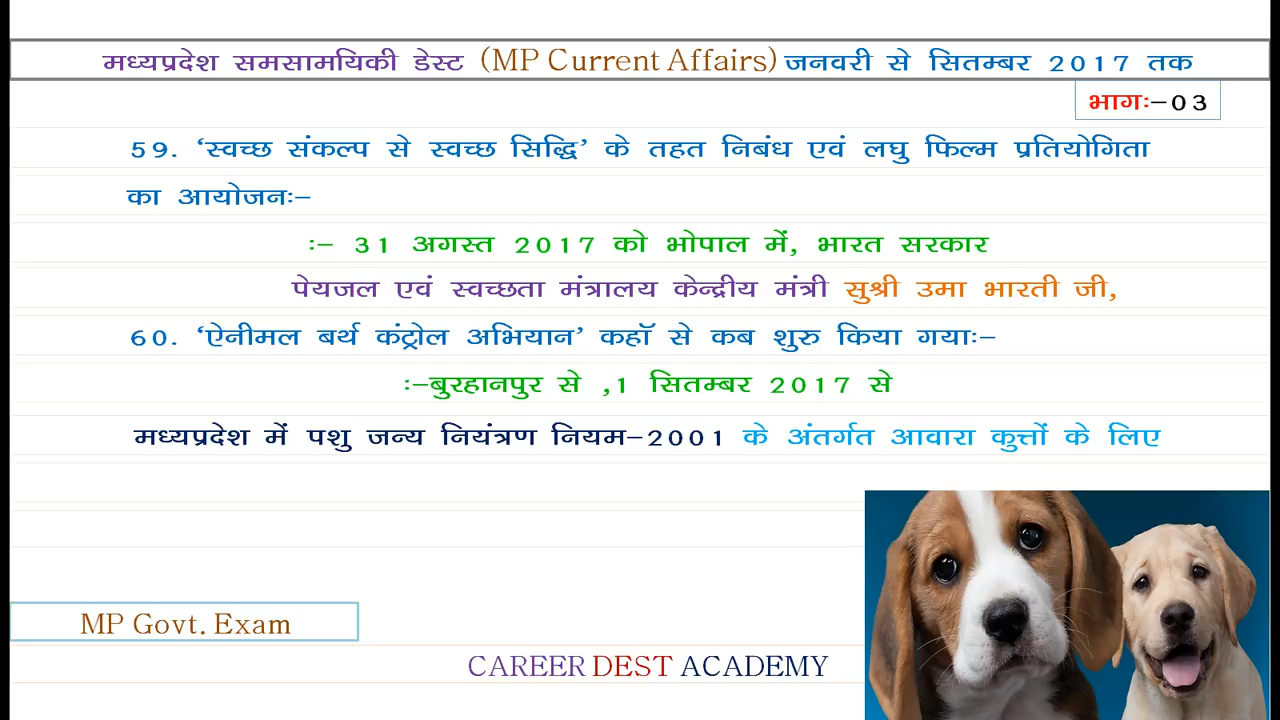 मध्यप्रदेश समसामयिकी डेस्ट (MP Current Affairs) जनवरी से सितम्बर 2017 तक
भागः–03
59. ‘स्वच्छ संकल्प से स्वच्छ सिद्धि’ के तहत निबंध एवं लघु फिल्म प्रतियोगिता
का आयोजनः–
:– 31 अगस्त 2017 को भोपाल में, भारत सरकार
पेयजल एवं स्वच्छता मंत्रालय केन्द्रीय मंत्री सुश्री उमा भारती जी,
60. ‘ऐनीमल बर्थ कंट्रोल अभियान’ कहॉ से कब शुरु किया गयाः–
:–बुरहानपुर से ,1 सितम्बर 2017 से
मध्यप्रदेश में पशु जन्य नियंत्रण नियम–2001 के अंतर्गत आवारा कुत्तों के लिए
MP Govt. Exam
CAREER DEST ACADEMY